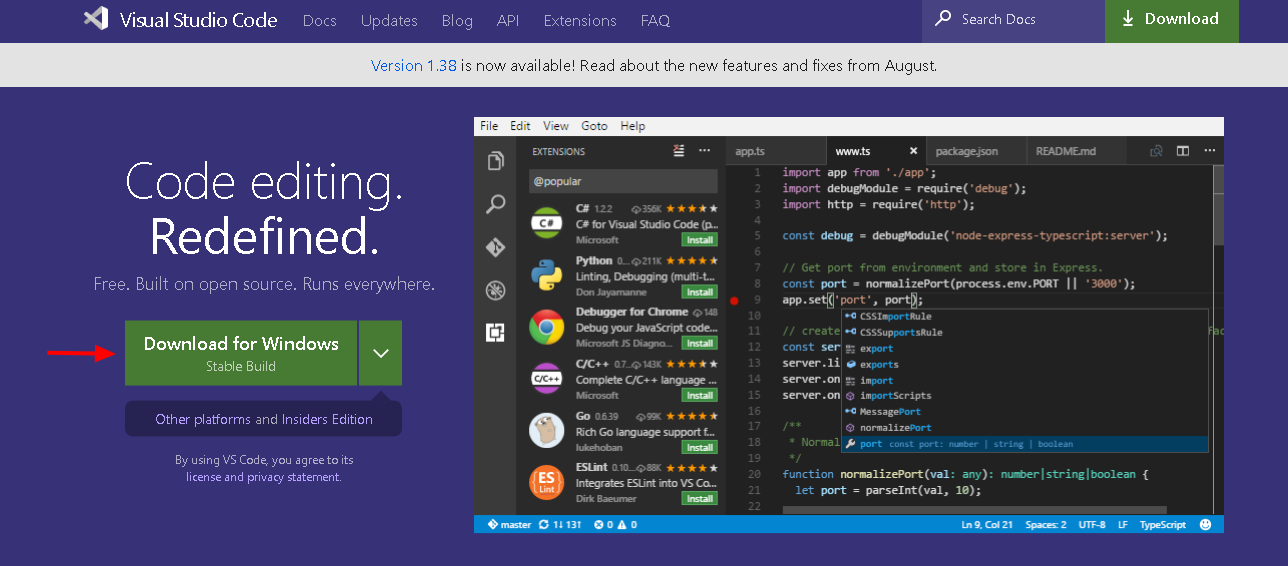 Visual Studio Code Docs Updates Blog API Extensions FAQ Search Docs Download
Version 1.38 is now available! Read about the new features and fixes from August.
Code editing.
Redefined.
Free. Built on open source. Runs everywhere.
Download for Windows
Stable Build
Other platforms and Insiders Edition
By using VS Code, you agree to its
license and privacy statement.
File Edit View Goto Help
EXTENSIONS
@popular
C# 1.2.2 356K
C# for Visual Studio Code (p...
Microsoft Install
Python 0... 211K
Linting, Debugging (multi-t...
Don Jayamanne Install
Debugger for Chrome 148
Debug your JavaScript code...
Microsoft JS Diagno... Install
C/C++ 0.7... 143K
Complete C/C++ language ...
Microsoft Install
Go 0.6.39 99K
Rich Go language support f...
lukehoban Install
ESLint 0.10... 88K
Integrates ESLint into VS Co...
Dirk Baeumer Install
app.ts www.ts package.json README.md
1 import app from './app';
2 import debugModule = require('debug');
3 import http = require('http');
4
5 const debug = debugModule('node-express-typescript:server');
6
7 // Get port from environment and store in Express.
8 const port = normalizePort(process.env.PORT || '3000');
9 app.set('port', port);
10
11 // create
12 const ser
13 server.li
14 server.on
15 server.on
16
17 /**
18 * Normal
19 */
20 function normalizePort(val: any): number|string|boolean {
21 let port = parseInt(val, 10);
22
CSSImportRule
CSSSupportsRule
export
exports
import
importScripts
MessagePort
normalizePort
port const port: number | string | boolean
master 1↓ 13↑ 0 0 Ln 9, Col 21 Spaces: 2 UTF-8 LF TypeScript